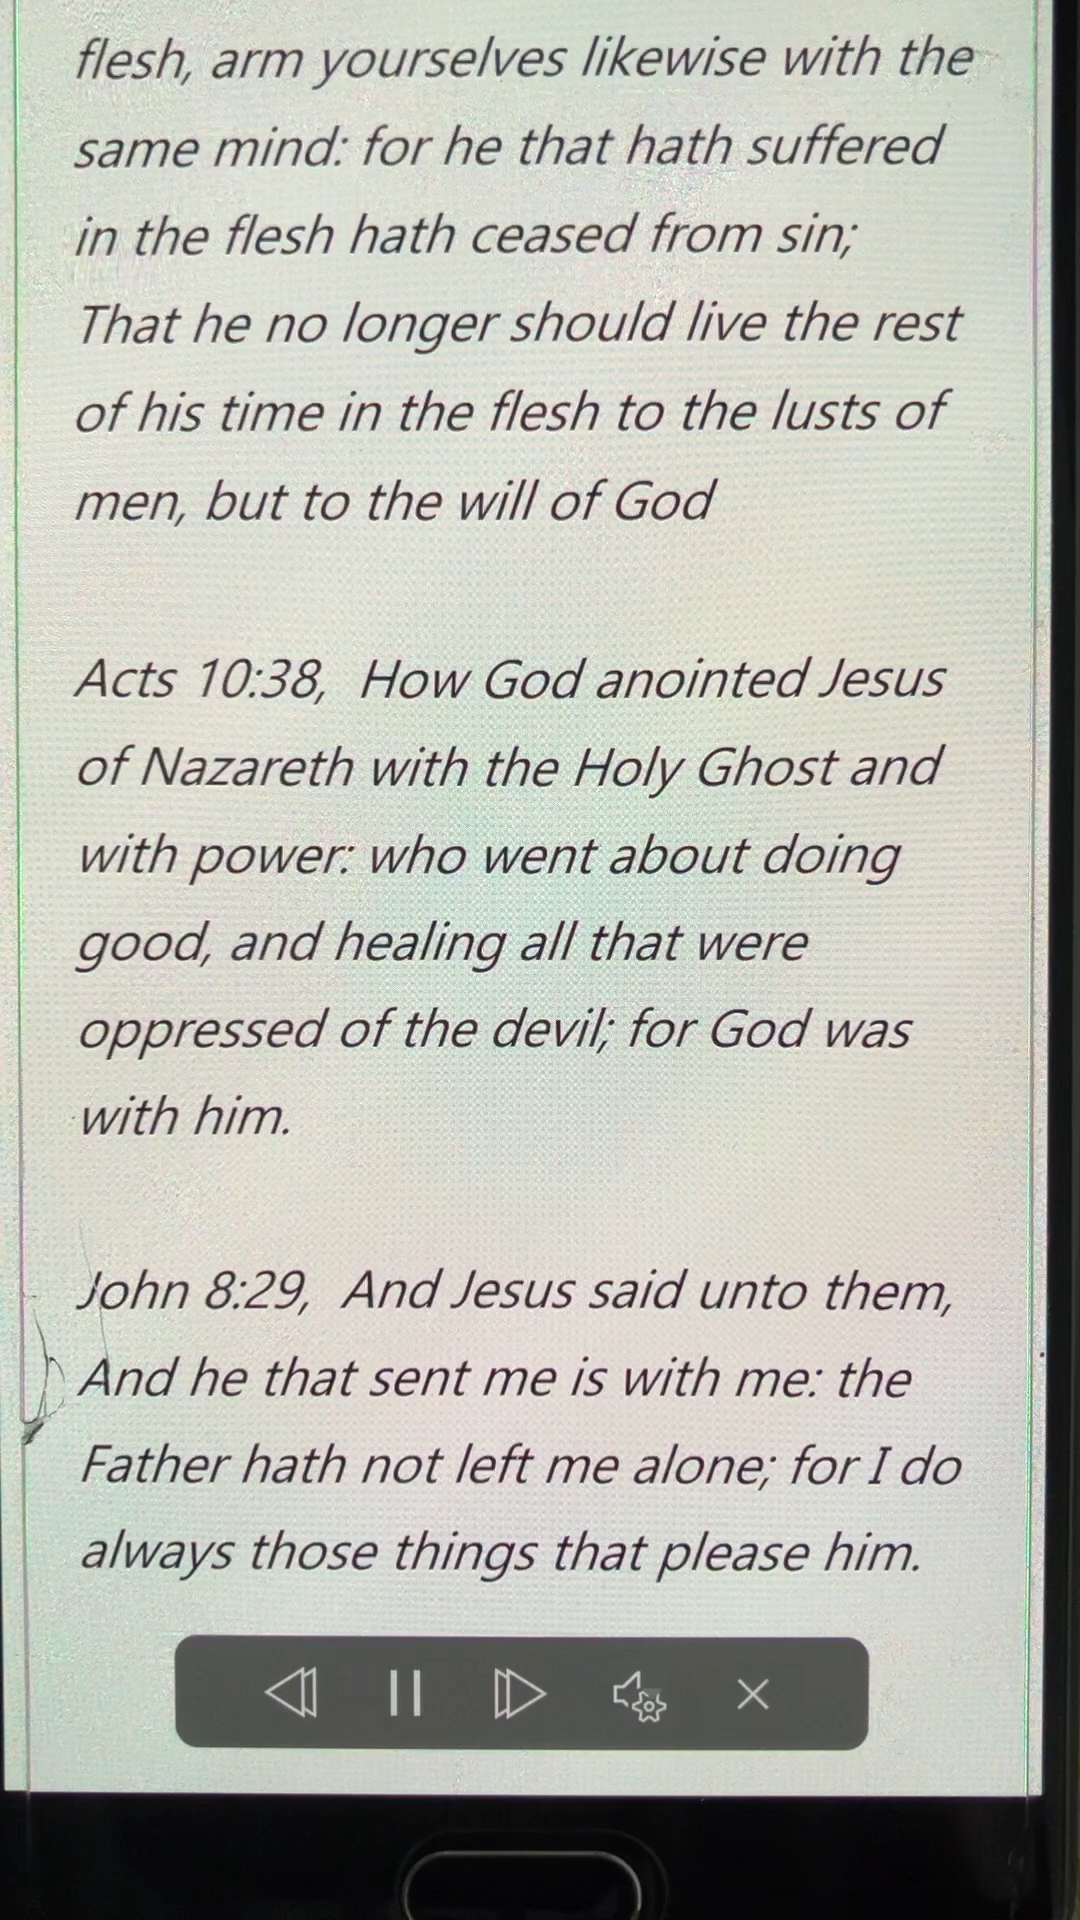 flesh, arm yourselves likewise with the
same mind: for he that hath suffered
in the flesh hath ceased from sin;
That he no longer should live the rest
of his time in the flesh to the lusts of
men, but to the will of God
Acts 10:38, How God anointed Jesus
of Nazareth with the Holy Ghost and
with power: who went about doing
good, and healing all that were
oppressed of the devil; for God was
with him.
John 8:29, And Jesus said unto them,
And he that sent me is with me: the
Father hath not left me alone; for I do
always those things that please him.